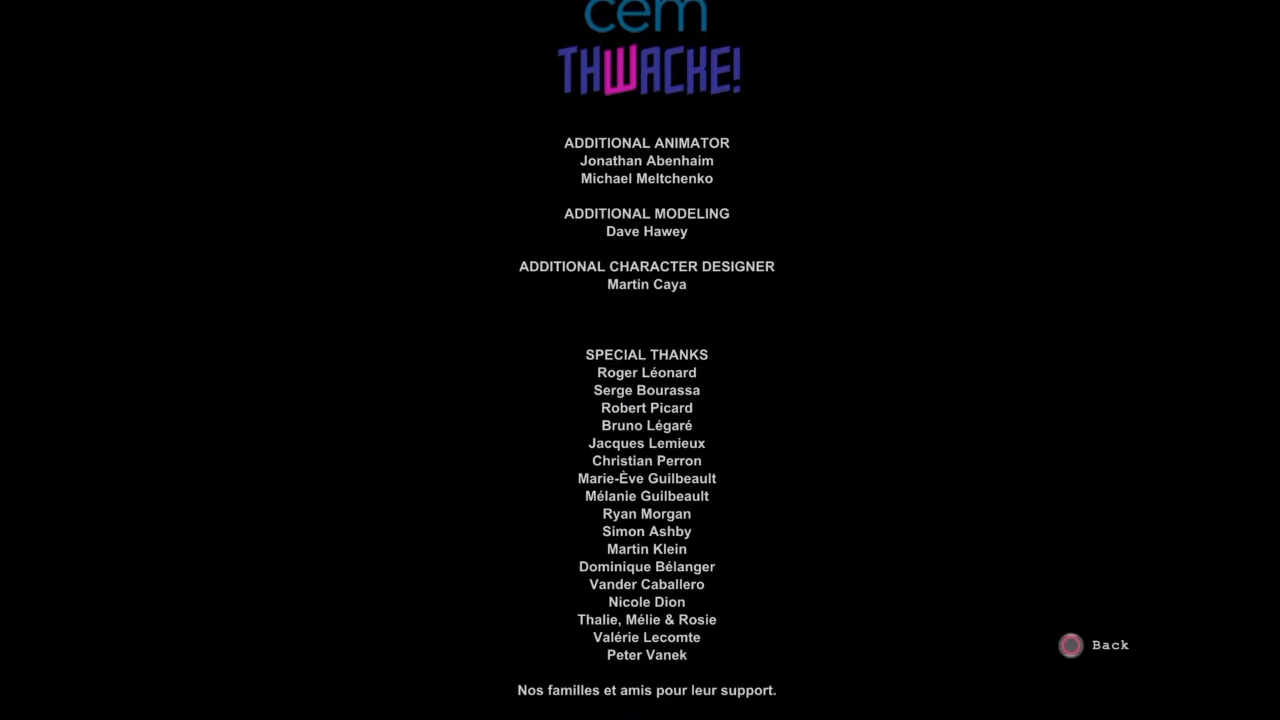 cem
THWACKE!
ADDITIONAL ANIMATOR
Jonathan Abenhaim
Michael Meltchenko
ADDITIONAL MODELING
Dave Hawey
ADDITIONAL CHARACTER DESIGNER
Martin Caya
SPECIAL THANKS
Roger Léonard
Serge Bourassa
Robert Picard
Bruno Légaré
Jacques Lemieux
Christian Perron
Marie-Ève Guilbeault
Mélanie Guilbeault
Ryan Morgan
Simon Ashby
Martin Klein
Dominique Bélanger
Vander Caballero
Nicole Dion
Thalie, Mélie & Rosie
Valérie Lecomte
Peter Vanek
Back
Nos familles et amis pour leur support.